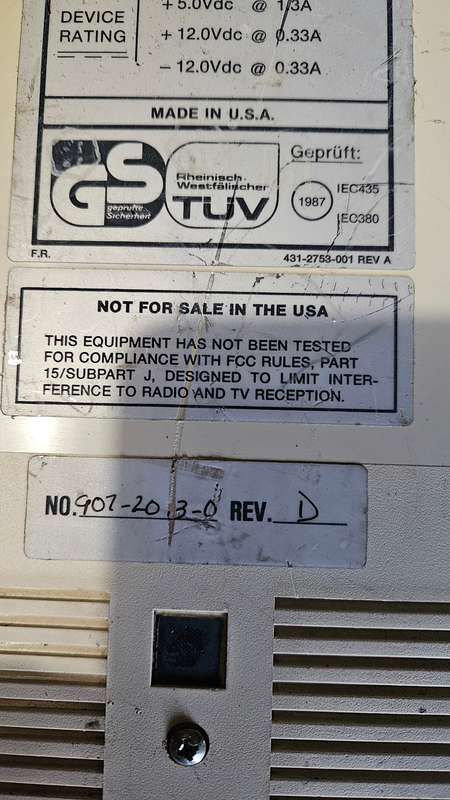 DEVICE
RATING
+ 5.0Vdc @ 1.3A
+ 12.0Vdc @ 0.33A
− 12.0Vdc @ 0.33A
MADE IN U.S.A.
GS
geprüfte
Sicherheit
Rheinisch-
Westfälischer
TÜV
Geprüft:
1987
IEC435
IEC380
F.R.
431-2753-001 REV A
NOT FOR SALE IN THE USA
THIS EQUIPMENT HAS NOT BEEN TESTED
FOR COMPLIANCE WITH FCC RULES, PART
15/SUBPART J, DESIGNED TO LIMIT INTER-
FERENCE TO RADIO AND TV RECEPTION.
NO. 907-2013-0 REV. D